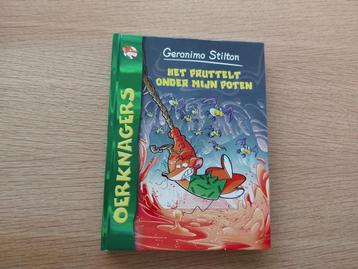 OERKNAGERS
Geronimo Stilton
HET PRUTTELT
ONDER MIJN POTEN